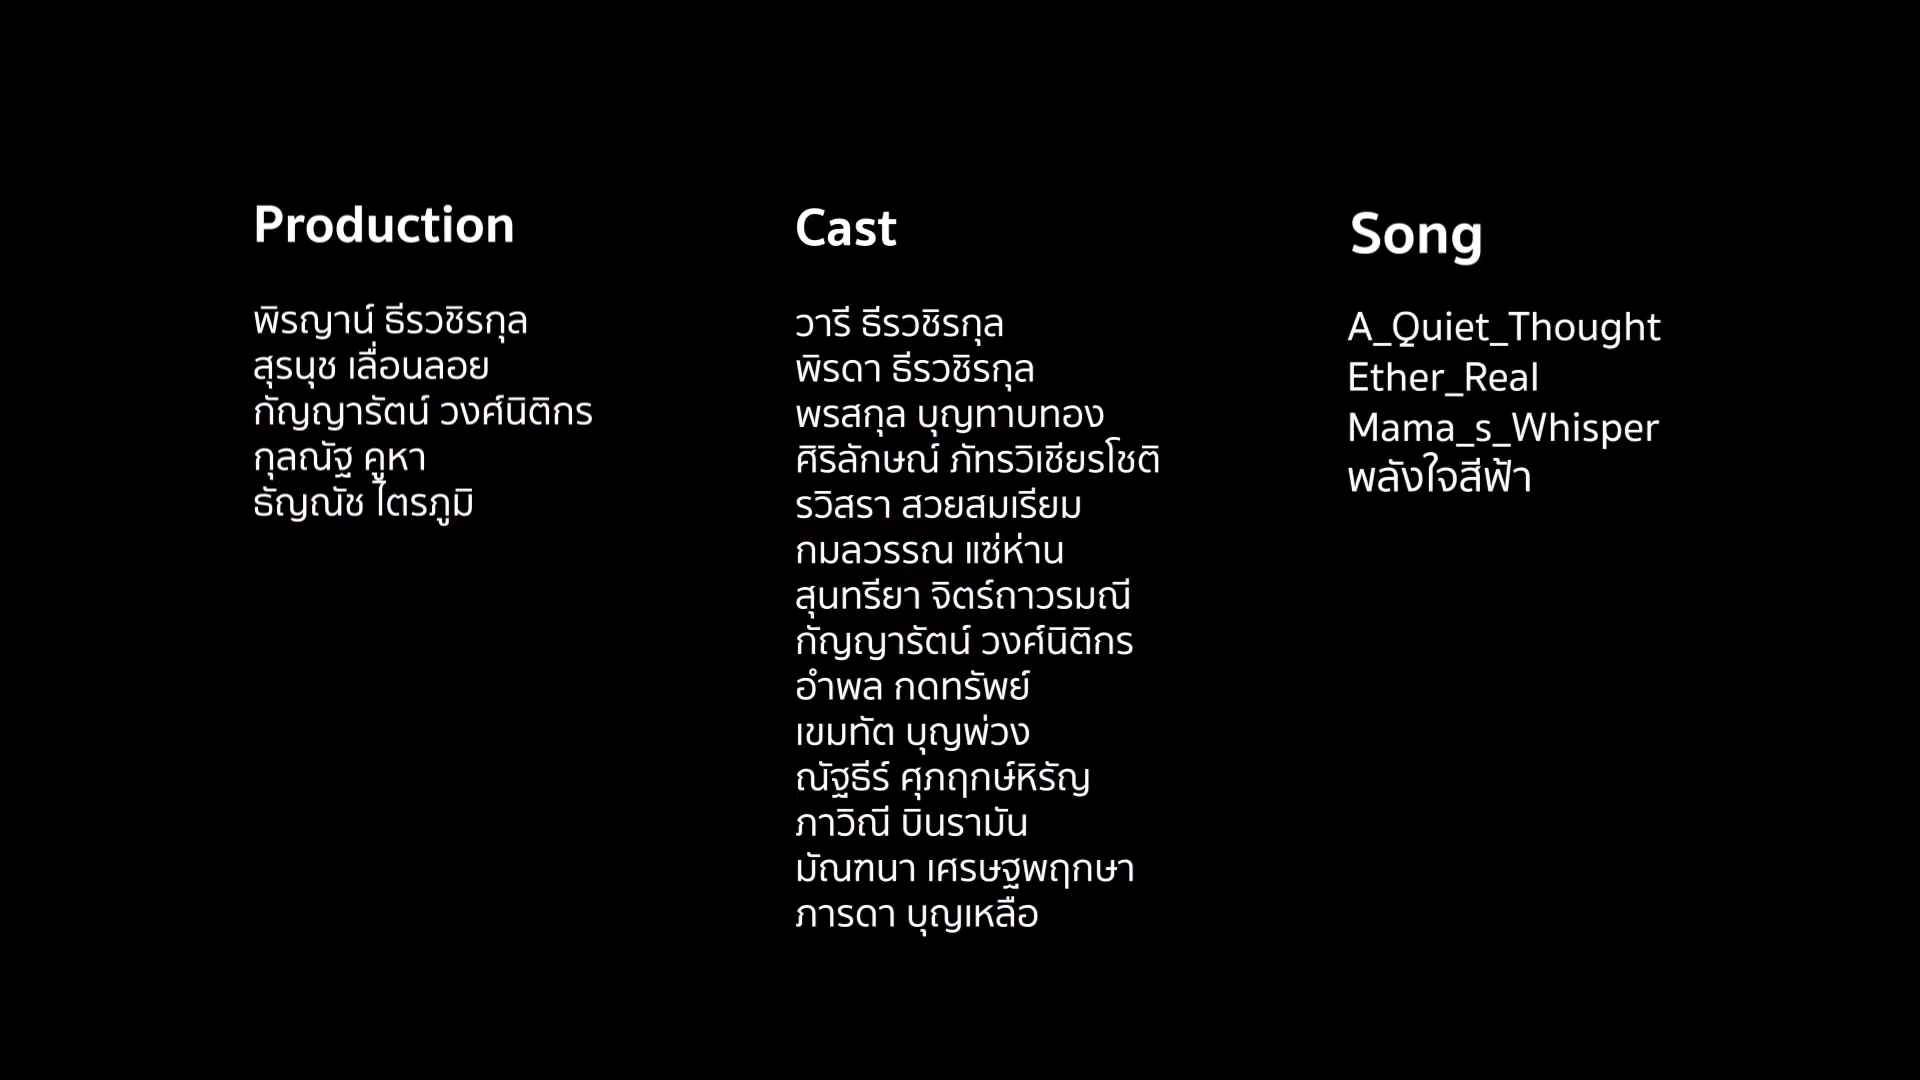 Production
พิรญาน์ ธีรวชิรกุล
สุรนุช เลื่อนลอย
กัญญารัตน์ วงศ์นิติกร
กุลณัฐ คูหา
ธัญณัช ไตรภูมิ
Cast
วารี ธีรวชิรกุล
พิรดา ธีรวชิรกุล
พรสกุล บุญทาบทอง
ศิริลักษณ์ ภัทรวิเชียรโชติ
รวิสรา สวยสมเรียม
กมลวรรณ แซ่ห่าน
สุนทรียา จิตร์ถาวรมณี
กัญญารัตน์ วงศ์นิติกร
อำพล กดทรัพย์
เขมทัต บุญพ่วง
ณัฐธีร์ ศุภฤกษ์หิรัญ
ภาวิณี บินรามัน
มัณฑนา เศรษฐพฤกษา
ภารดา บุญเหลือ
Song
A_Quiet_Thought
Ether_Real
Mama_s_Whisper
พลังใจสีฟ้า